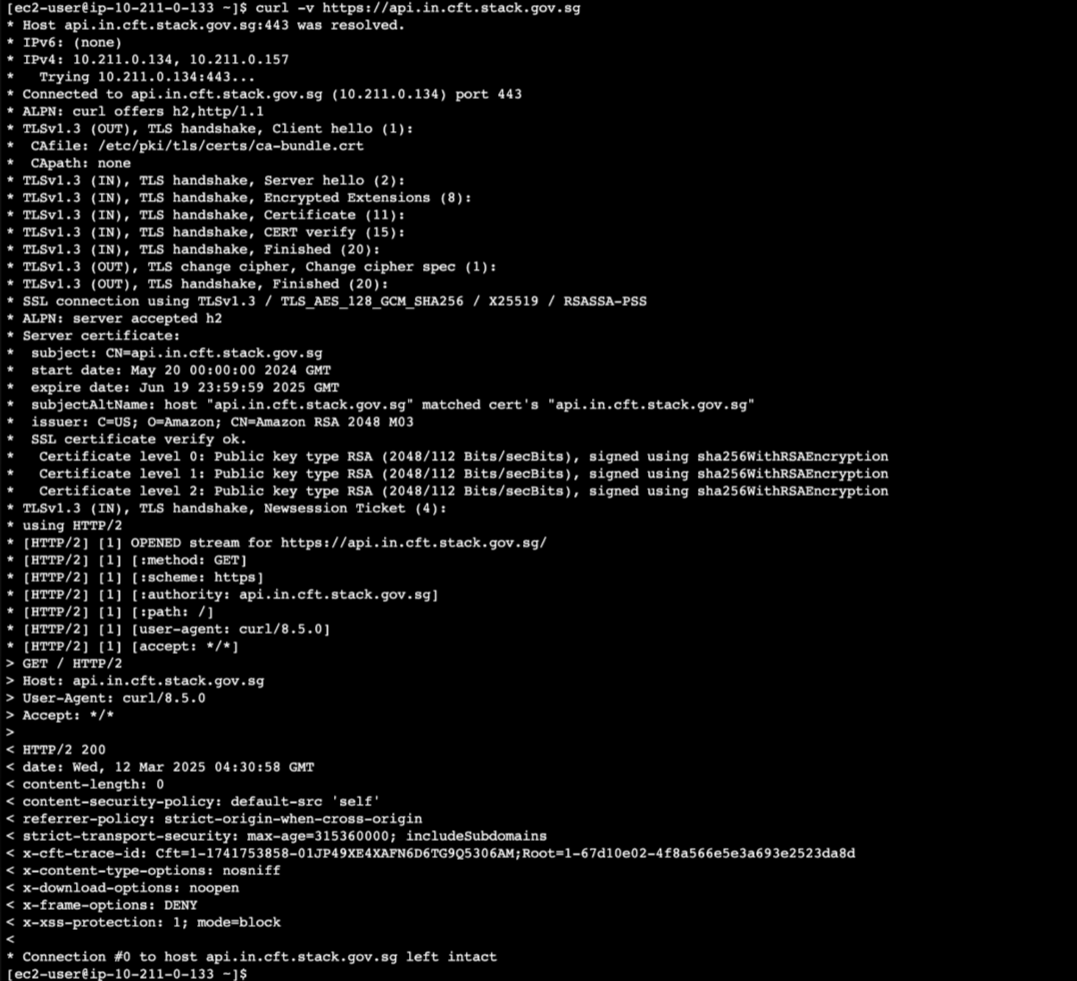 [ec2-user@ip-10-211-0-133 ~]$ curl -v https://api.in.cft.stack.gov.sg
* Host api.in.cft.stack.gov.sg:443 was resolved.
* IPv6: (none)
* IPv4: 10.211.0.134, 10.211.0.157
*   Trying 10.211.0.134:443...
* Connected to api.in.cft.stack.gov.sg (10.211.0.134) port 443
* ALPN: curl offers h2,http/1.1
* TLSv1.3 (OUT), TLS handshake, Client hello (1):
*  CAfile: /etc/pki/tls/certs/ca-bundle.crt
*  CApath: none
* TLSv1.3 (IN), TLS handshake, Server hello (2):
* TLSv1.3 (IN), TLS handshake, Encrypted Extensions (8):
* TLSv1.3 (IN), TLS handshake, Certificate (11):
* TLSv1.3 (IN), TLS handshake, CERT verify (15):
* TLSv1.3 (IN), TLS handshake, Finished (20):
* TLSv1.3 (OUT), TLS change cipher, Change cipher spec (1):
* TLSv1.3 (OUT), TLS handshake, Finished (20):
* SSL connection using TLSv1.3 / TLS_AES_128_GCM_SHA256 / X25519 / RSASSA-PSS
* ALPN: server accepted h2
* Server certificate:
*  subject: CN=api.in.cft.stack.gov.sg
*  start date: May 20 00:00:00 2024 GMT
*  expire date: Jun 19 23:59:59 2025 GMT
*  subjectAltName: host "api.in.cft.stack.gov.sg" matched cert's "api.in.cft.stack.gov.sg"
*  issuer: C=US; O=Amazon; CN=Amazon RSA 2048 M03
*  SSL certificate verify ok.
*   Certificate level 0: Public key type RSA (2048/112 Bits/secBits), signed using sha256WithRSAEncryption
*   Certificate level 1: Public key type RSA (2048/112 Bits/secBits), signed using sha256WithRSAEncryption
*   Certificate level 2: Public key type RSA (2048/112 Bits/secBits), signed using sha256WithRSAEncryption
* TLSv1.3 (IN), TLS handshake, Newsession Ticket (4):
* using HTTP/2
* [HTTP/2] [1] OPENED stream for https://api.in.cft.stack.gov.sg/
* [HTTP/2] [1] [:method: GET]
* [HTTP/2] [1] [:scheme: https]
* [HTTP/2] [1] [:authority: api.in.cft.stack.gov.sg]
* [HTTP/2] [1] [:path: /]
* [HTTP/2] [1] [user-agent: curl/8.5.0]
* [HTTP/2] [1] [accept: */*]
> GET / HTTP/2
> Host: api.in.cft.stack.gov.sg
> User-Agent: curl/8.5.0
> Accept: */*
>
< HTTP/2 200
< date: Wed, 12 Mar 2025 04:30:58 GMT
< content-length: 0
< content-security-policy: default-src 'self'
< referrer-policy: strict-origin-when-cross-origin
< strict-transport-security: max-age=315360000; includeSubdomains
< x-cft-trace-id: Cft=1-1741753858-01JP49XE4XAFN6D6TG9Q5306AM;Root=1-67d10e02-4f8a566e5e3a693e2523da8d
< x-content-type-options: nosniff
< x-download-options: noopen
< x-frame-options: DENY
< x-xss-protection: 1; mode=block
<
* Connection #0 to host api.in.cft.stack.gov.sg left intact
[ec2-user@ip-10-211-0-133 ~]$